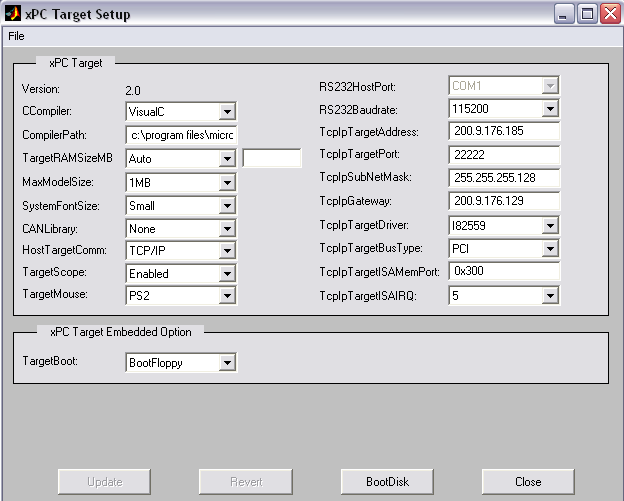 xPC Target Setup
File
xPC Target
Version: 2.0
CCompiler: VisualC
CompilerPath: c:\program files\micro
TargetRAMSizeMB Auto
MaxModelSize: 1MB
SystemFontSize: Small
CANLibrary: None
HostTargetComm: TCP/IP
TargetScope: Enabled
TargetMouse: PS2
RS232HostPort: COM1
RS232Baudrate: 115200
TcpIpTargetAddress: 200.9.176.185
TcpIpTargetPort: 22222
TcpIpSubNetMask: 255.255.255.128
TcpIpGateway: 200.9.176.129
TcpIpTargetDriver: I82559
TcpIpTargetBusType: PCI
TcpIpTargetISAMemPort: 0x300
TcpIpTargetISAIRQ: 5
xPC Target Embedded Option
TargetBoot: BootFloppy
Update Revert BootDisk Close